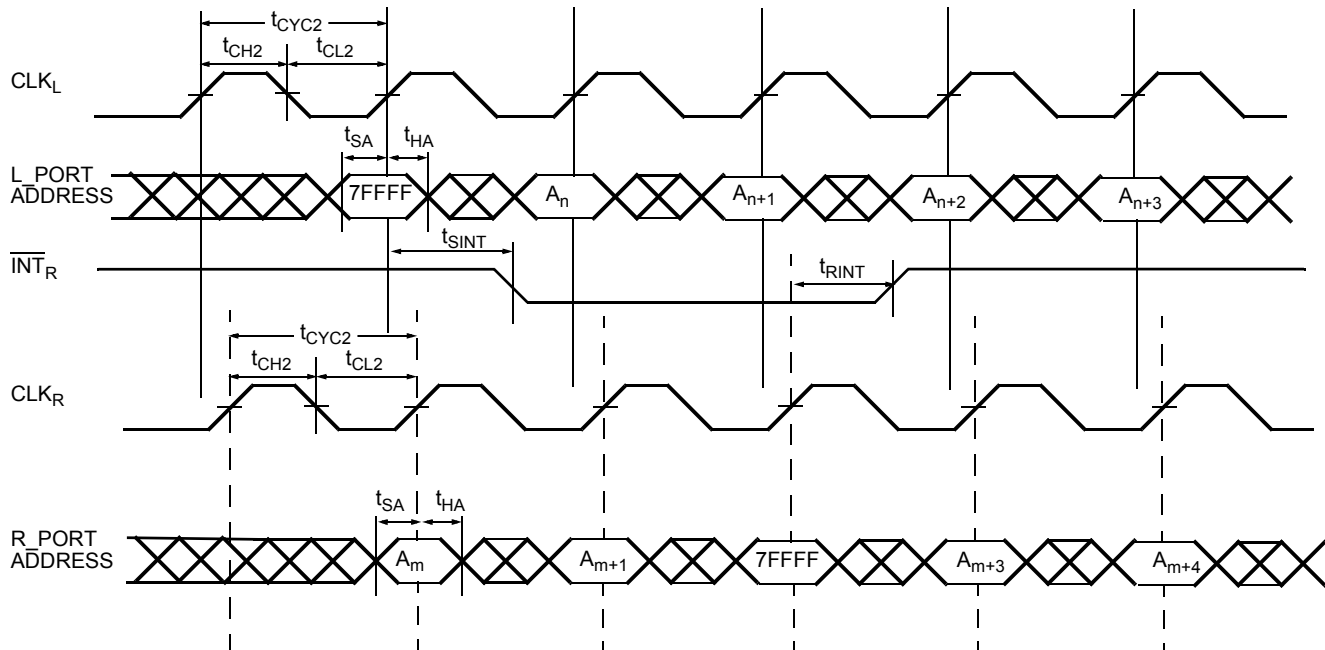 tCYC2
tCH2 tCL2
CLKL
tSA tHA
L_PORT
ADDRESS
7FFFF An An+1 An+2 An+3
tSINT
INTR
tRINT
tCYC2
tCH2 tCL2
CLKR
tSA tHA
R_PORT
ADDRESS
Am Am+1 7FFFF Am+3 Am+4